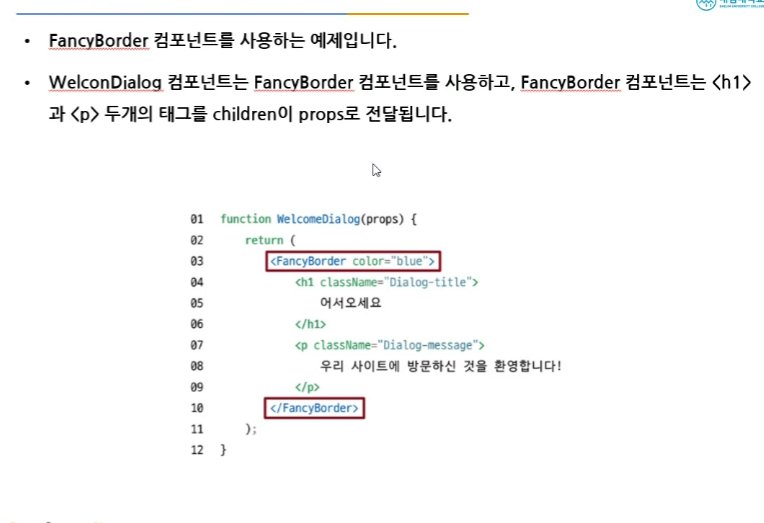 • FancyBorder 컴포넌트를 사용하는 예제입니다.
• WelconDialog 컴포넌트는 FancyBorder 컴포넌트를 사용하고, FancyBorder 컴포넌트는 <h1>
과 <p> 두개의 태그를 children이 props로 전달됩니다.
01 function WelcomeDialog(props) {
02 return (
03 <FancyBorder color="blue">
04 <h1 className="Dialog-title">
05 어서오세요
06 </h1>
07 <p className="Dialog-message">
08 우리 사이트에 방문하신 것을 환영합니다!
09 </p>
10 </FancyBorder>
11 );
12 }